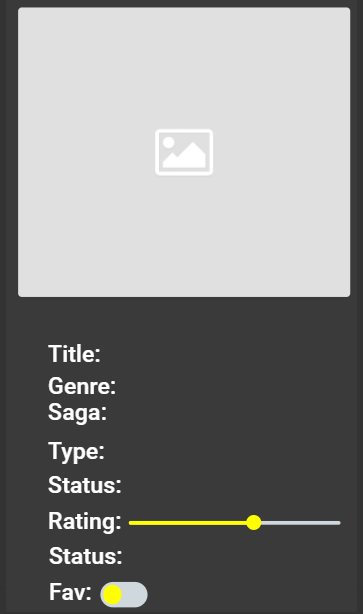 Title:
Genre:
Saga:
Type:
Status:
Rating:
Status:
Fav: